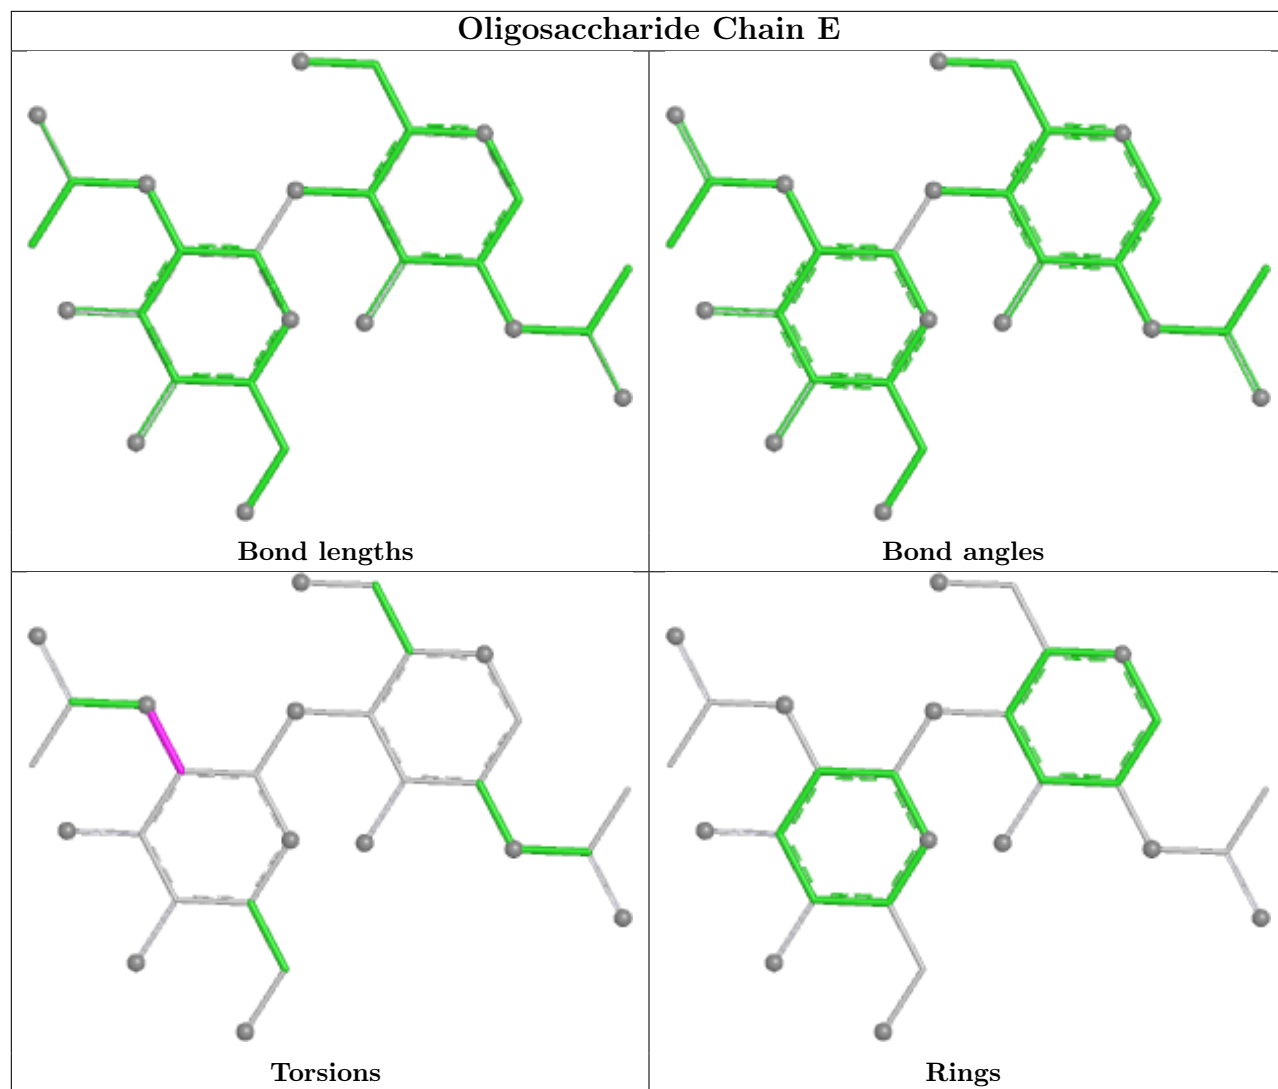 Oligosaccharide Chain E
Bond lengths
Bond angles
Torsions
Rings